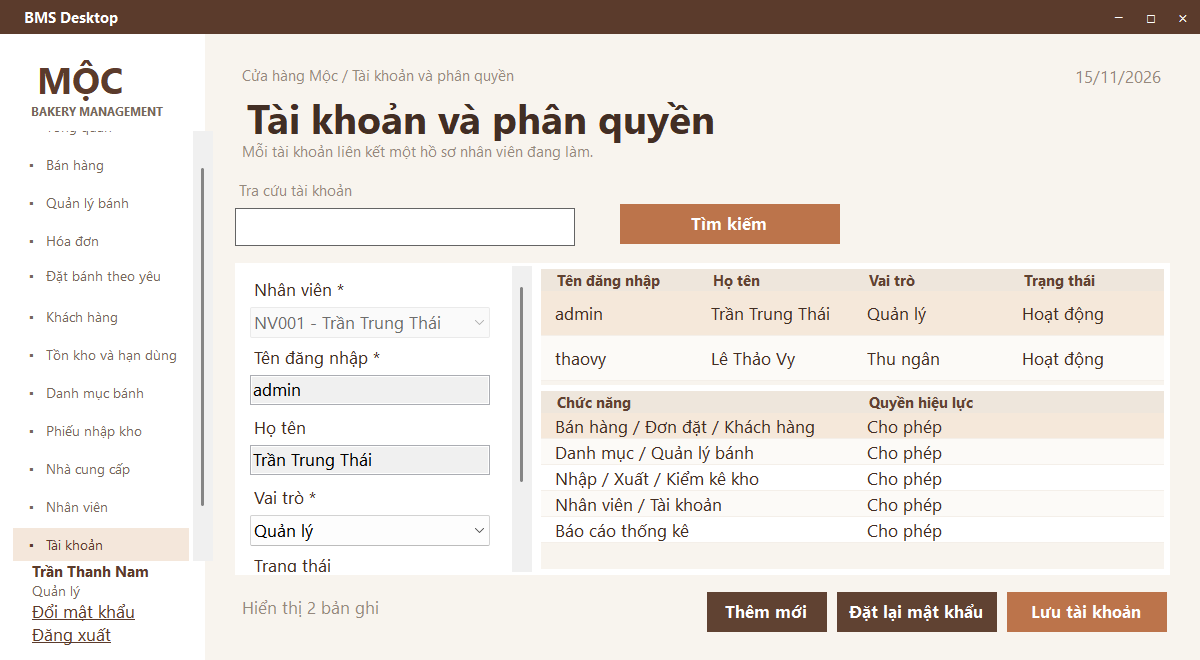 BMS Desktop
MỘC
BAKERY MANAGEMENT
Bán hàng
Quản lý bánh
Hóa đơn
Đặt bánh theo yêu
Khách hàng
Tồn kho và hạn dùng
Danh mục bánh
Phiếu nhập kho
Nhà cung cấp
Nhân viên
Tài khoản
Trần Thanh Nam
Quản lý
Đổi mật khẩu
Đăng xuất
Cửa hàng Mộc / Tài khoản và phân quyền
15/11/2026
Tài khoản và phân quyền
Mỗi tài khoản liên kết một hồ sơ nhân viên đang làm.
Tra cứu tài khoản
Tìm kiếm
Nhân viên *
NV001 - Trần Trung Thái
Tên đăng nhập *
admin
Họ tên
Trần Trung Thái
Vai trò *
Quản lý
Trạng thái
Tên đăng nhập Họ tên Vai trò Trạng thái
admin Trần Trung Thái Quản lý Hoạt động
thaovy Lê Thảo Vy Thu ngân Hoạt động
Chức năng Quyền hiệu lực
Bán hàng / Đơn đặt / Khách hàng Cho phép
Danh mục / Quản lý bánh Cho phép
Nhập / Xuất / Kiểm kê kho Cho phép
Nhân viên / Tài khoản Cho phép
Báo cáo thống kê Cho phép
Hiển thị 2 bản ghi
Thêm mới
Đặt lại mật khẩu
Lưu tài khoản